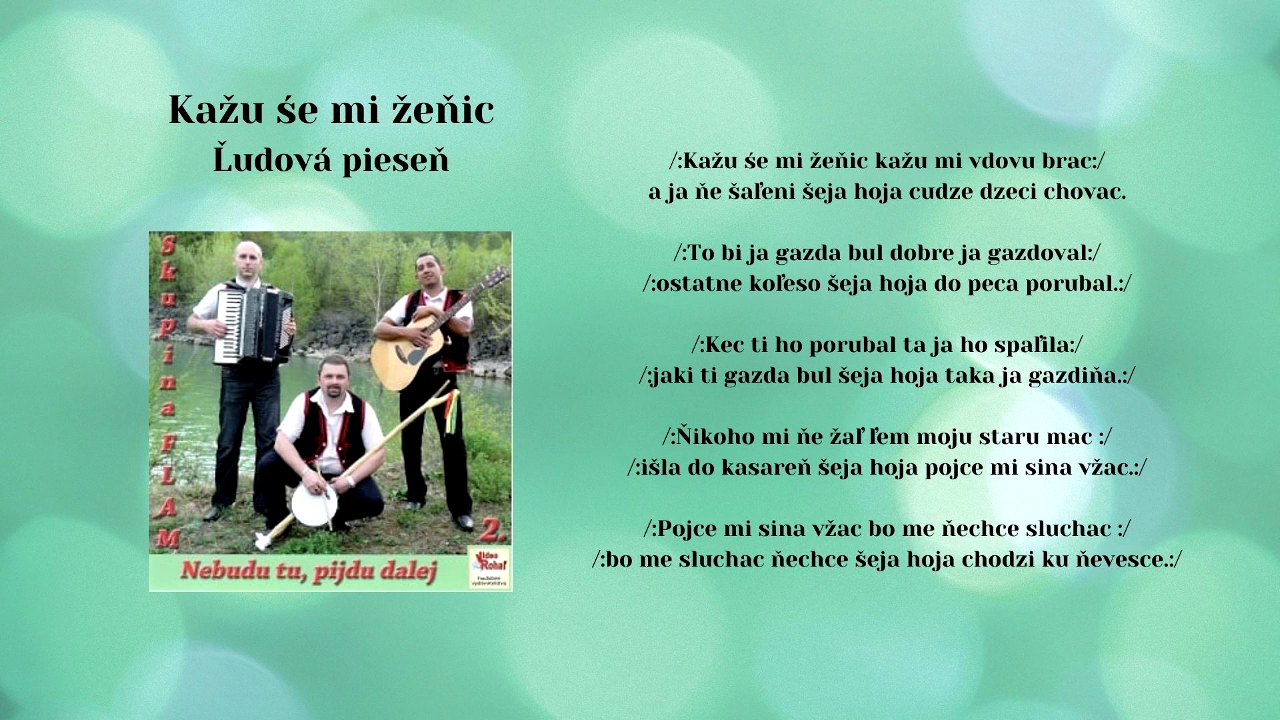 Kažu śe mi žeňic
Ľudová pieseň
/:Kažu śe mi žeňic kažu mi vdovu brac:/
a ja ňe šaľeni šeja hoja cudze dzeci chovac.
/:To bi ja gazda bul dobre ja gazdoval:/
/:ostatne koľeso šeja hoja do peca porubal.:/
/:Kec ti ho porubal ta ja ho spaľila:/
/:jaki ti gazda bul šeja hoja taka ja gazdiňa.:/
/:Ňikoho mi ňe žaľ ľem moju staru mac :/
/:išla do kasareň šeja hoja pojce mi sina vžac.:/
/:Pojce mi sina vžac bo me ňechce sluchac :/
/:bo me sluchac ňechce šeja hoja chodzi ku ňevesce.:/
Skupina FLAM
2.
Nebudu tu, pijdu dalej
Video
Rohaľ